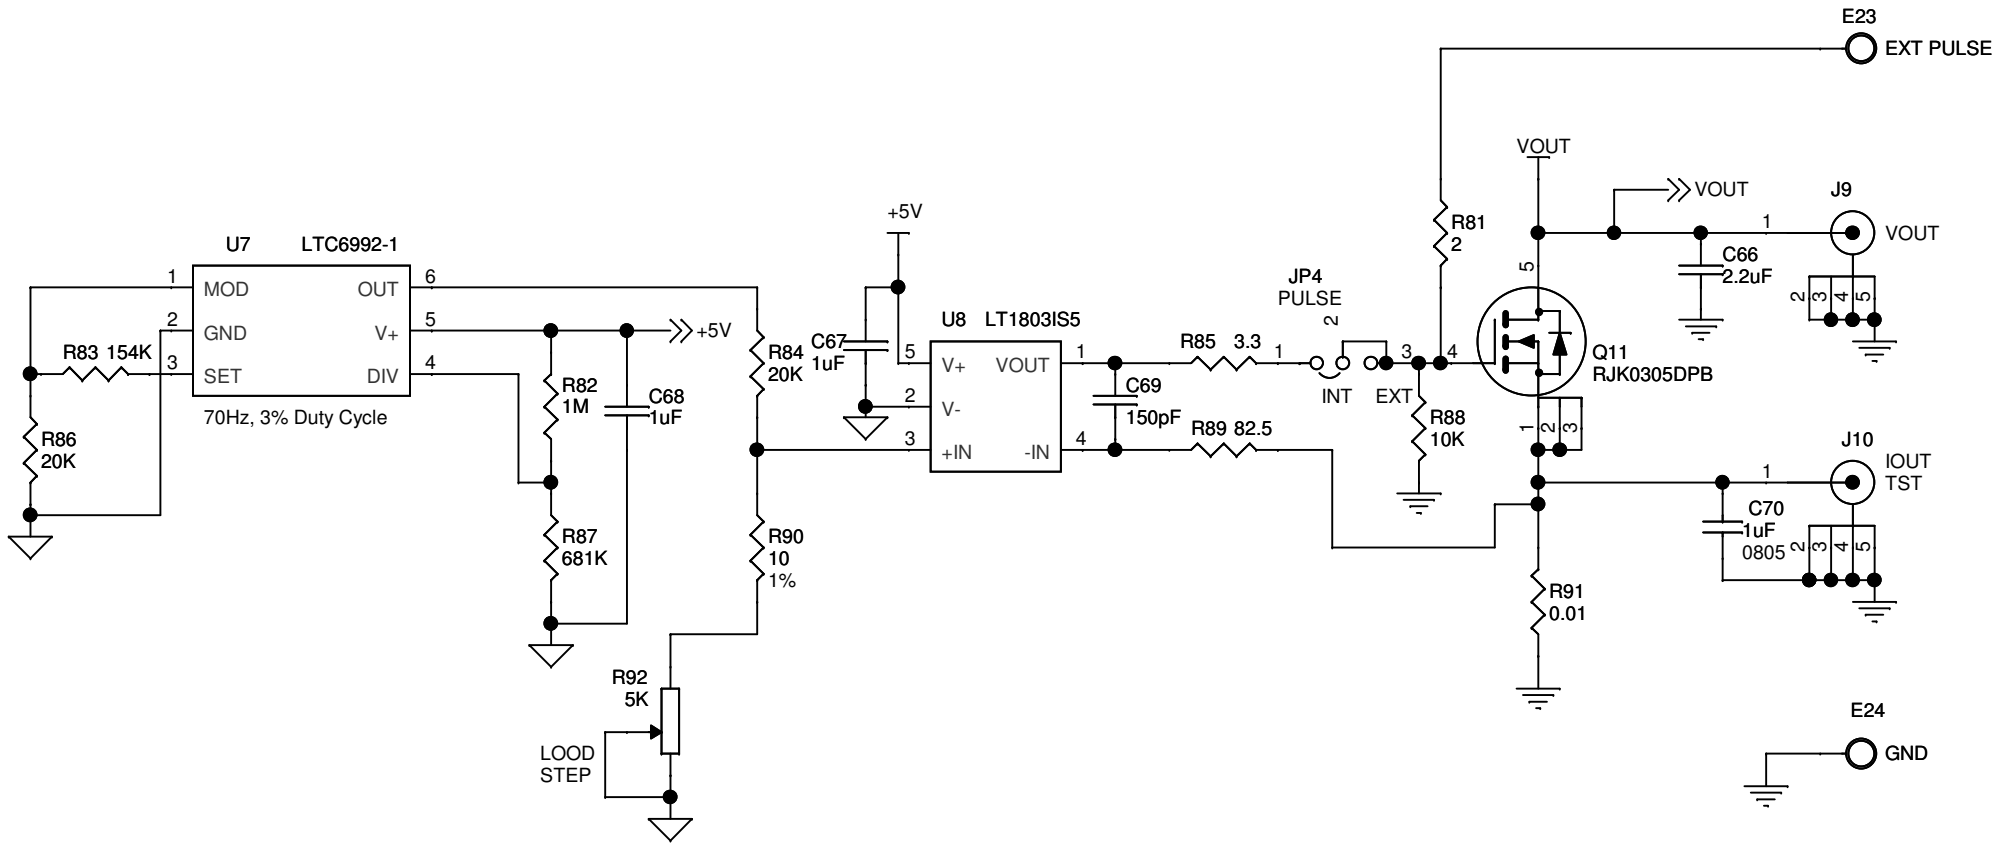 E23
EXT PULSE
VOUT
VOUT
J9
1
VOUT
R81
2
C66
2.2uF
2
3
4
5
5
+5V
U7 LTC6992-1
1 MOD OUT 6
2 GND V+ 5
+5V
R83 154K 3 SET DIV 4
70Hz, 3% Duty Cycle
R86
20K
R82
1M
C68
1uF
R87
681K
R84
20K
C67
1uF
U8 LT1803IS5
5 V+ VOUT 1
2 V-
3 +IN -IN 4
C69
150pF
R85 3.3
R89 82.5
JP4
PULSE
2
1
3
INT EXT
4
R88
10K
Q11
RJK0305DPB
1
2
3
J10
1
IOUT
TST
C70
1uF
0805
2
3
4
5
R90
10
1%
R91
0.01
R92
5K
LOOD
STEP
E24
GND